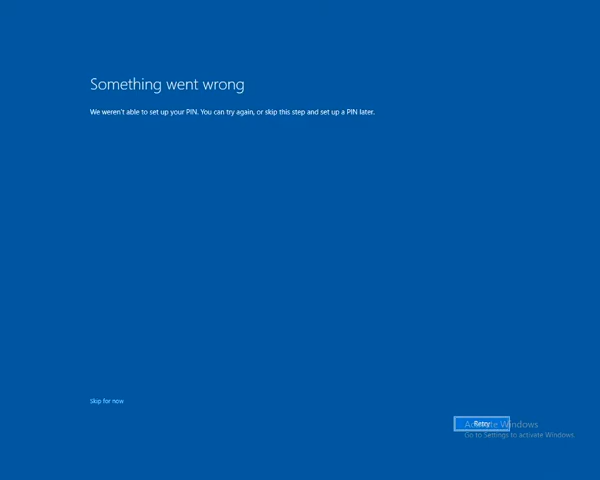 Something went wrong
We weren't able to set up your PIN. You can try again, or skip this step and set up a PIN later.
Skip for now
Retry
Activate Windows
Go to Settings to activate Windows.